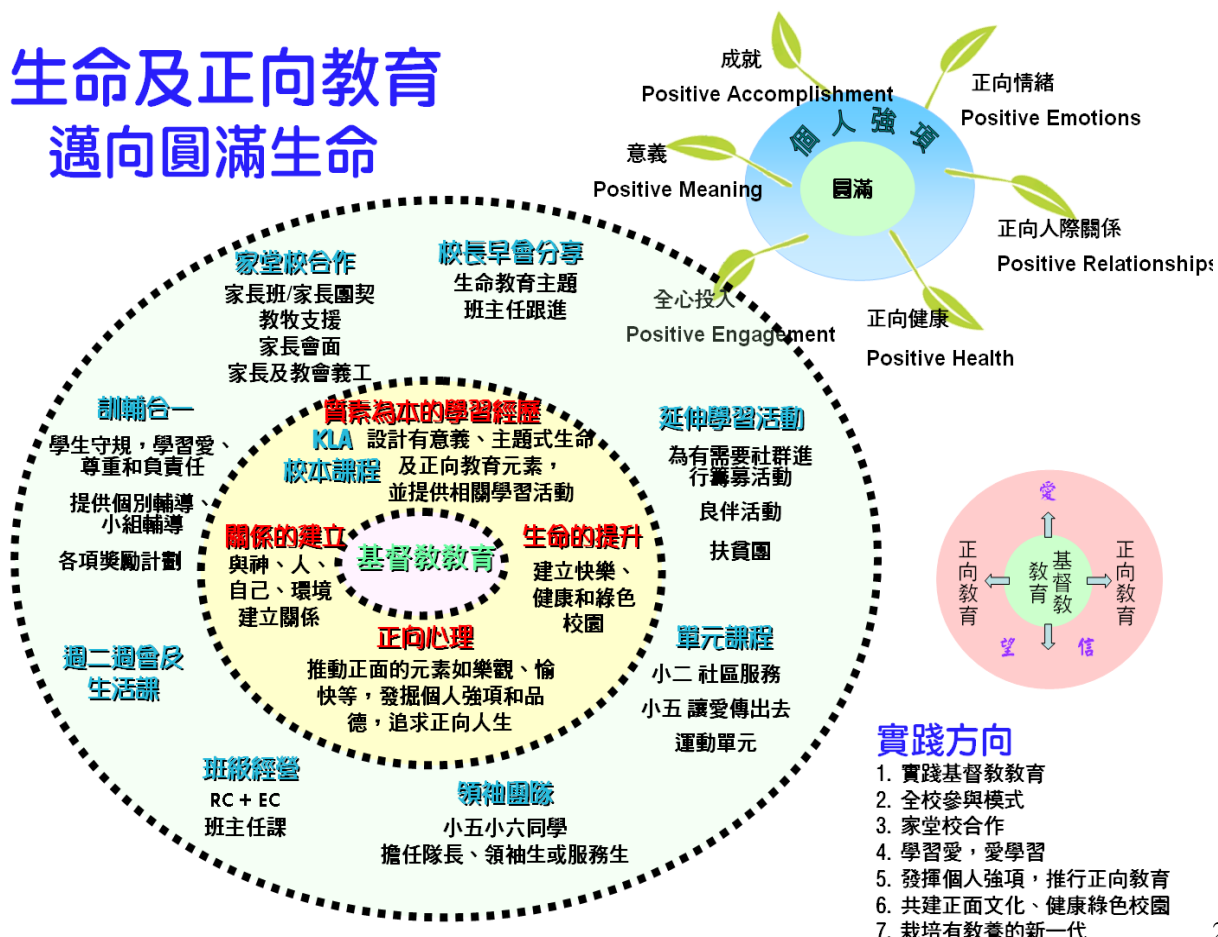 生命及正向教育
邁向圓滿生命
成就
Positive Accomplishment
正向情緒
Positive Emotions
個人強項
意義
Positive Meaning
圓滿
正向人際關係
Positive Relationships
全心投入
Positive Engagement
正向健康
Positive Health
家堂校合作
家長班/家長團契
教牧支援
家長會面
家長及教會義工
校長早會分享
生命教育主題
班主任跟進
訓輔合一
學生守規，學習愛、
尊重和負責任
提供個別輔導、
小組輔導
各項獎勵計劃
質素為本的學習經歷
KLA 設計有意義、主題式生命
校本課程 及正向教育元素，
並提供相關學習活動
延伸學習活動
為有需要社群進
行籌募活動
良伴活動
扶貧團
關係的建立
與神、人、
自己、環境
建立關係
基督教教育
生命的提升
建立快樂、
健康和綠色
校園
正向心理
推動正面的元素如樂觀、愉
快等，發掘個人強項和品
德，追求正向人生
週二週會及
生活課
單元課程
小二 社區服務
小五 讓愛傳出去
運動單元
班級經營
RC + EC
班主任課
領袖團隊
小五小六同學
擔任隊長、領袖生或服務生
愛
正向教育
基督教
教育
正向教育
望
信
實踐方向
1. 實踐基督教教育
2. 全校參與模式
3. 家堂校合作
4. 學習愛，愛學習
5. 發揮個人強項，推行正向教育
6. 共建正面文化、健康綠色校園
7. 栽培有教養的新一代